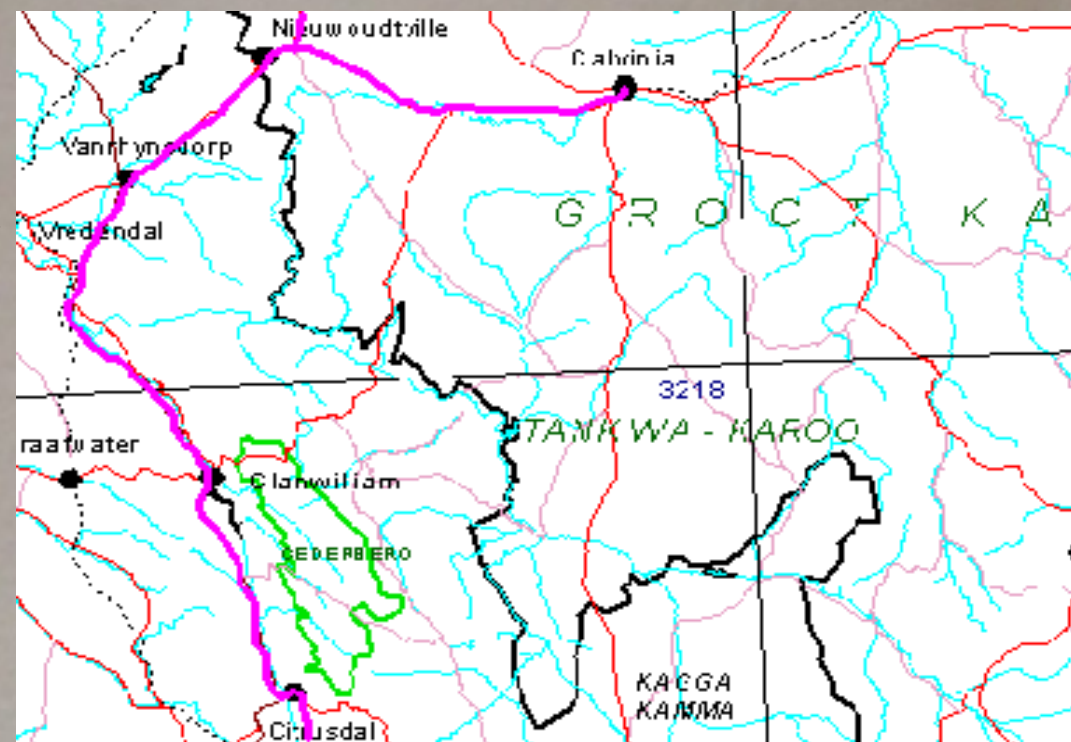 Nieuwoudtville
Calvinia
Vanrhynsdorp
Vredendal
G R O O T K A
3218
TANKWA - KAROO
raafwater
Clanwilliam
CEDERBERG
KAGGA
KAMMA
Citrusdal